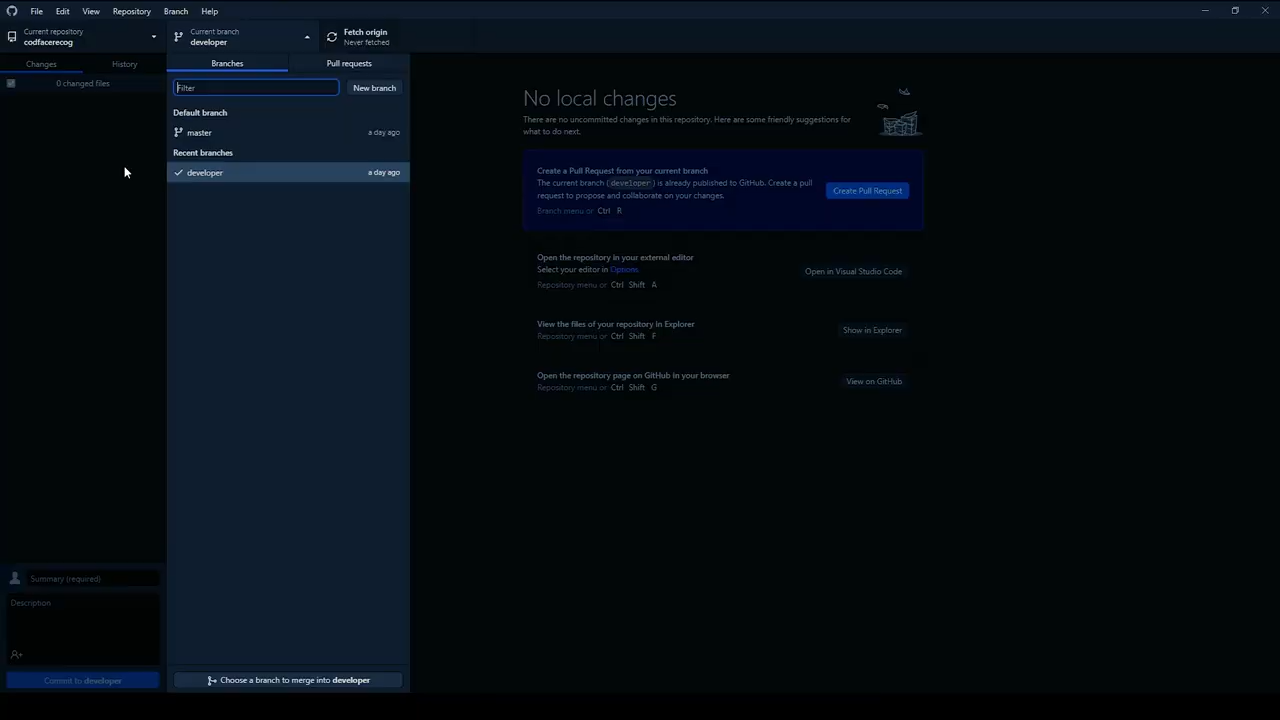 File Edit View Repository Branch Help
Current repository
codfacerecog
Current branch
developer
Fetch origin
Never fetched
Changes History
0 changed files
Branches Pull requests
Filter
New branch
Default branch
master a day ago
Recent branches
developer a day ago
Choose a branch to merge into developer
Summary (required)
Description
Commit to developer
No local changes
There are no uncommitted changes in this repository. Here are some friendly suggestions for
what to do next.
Create a Pull Request from your current branch
The current branch (developer) is already published to GitHub. Create a pull
request to propose and collaborate on your changes.
Branch menu or Ctrl R
Create Pull Request
Open the repository in your external editor
Select your editor in Options
Repository menu or Ctrl Shift A
Open in Visual Studio Code
View the files of your repository in Explorer
Repository menu or Ctrl Shift F
Show in Explorer
Open the repository page on GitHub in your browser
Repository menu or Ctrl Shift G
View on GitHub